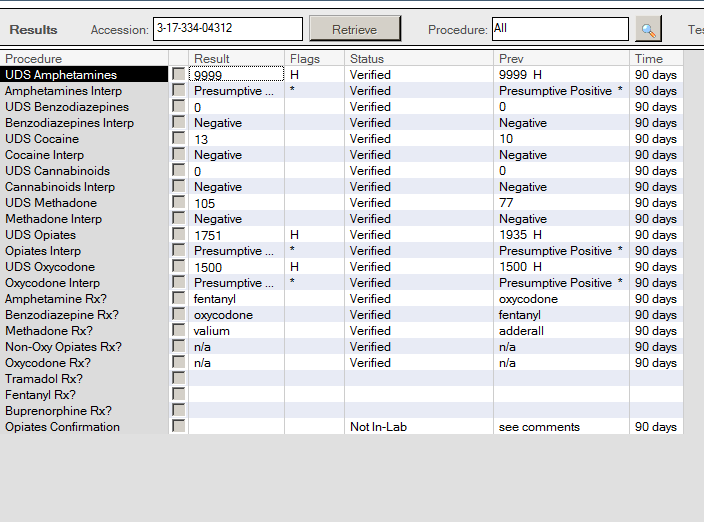 Results Accession: 3-17-334-04312 Retrieve Procedure: All Tes
Procedure Result Flags Status Prev Time
UDS Amphetamines 9999 H Verified 9999 H 90 days
Amphetamines Interp Presumptive ... * Verified Presumptive Positive * 90 days
UDS Benzodiazepines 0 Verified 0 90 days
Benzodiazepines Interp Negative Verified Negative 90 days
UDS Cocaine 13 Verified 10 90 days
Cocaine Interp Negative Verified Negative 90 days
UDS Cannabinoids 0 Verified 0 90 days
Cannabinoids Interp Negative Verified Negative 90 days
UDS Methadone 105 Verified 77 90 days
Methadone Interp Negative Verified Negative 90 days
UDS Opiates 1751 H Verified 1935 H 90 days
Opiates Interp Presumptive ... * Verified Presumptive Positive * 90 days
UDS Oxycodone 1500 H Verified 1500 H 90 days
Oxycodone Interp Presumptive ... * Verified Presumptive Positive * 90 days
Amphetamine Rx? fentanyl Verified oxycodone 90 days
Benzodiazepine Rx? oxycodone Verified fentanyl 90 days
Methadone Rx? valium Verified adderall 90 days
Non-Oxy Opiates Rx? n/a Verified n/a 90 days
Oxycodone Rx? n/a Verified n/a 90 days
Tramadol Rx?
Fentanyl Rx?
Buprenorphine Rx?
Opiates Confirmation Not In-Lab see comments 90 days